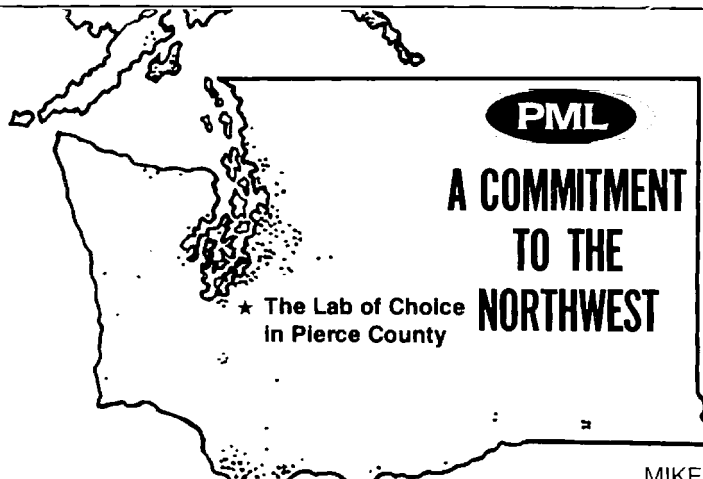 PML
A COMMITMENT
TO THE
NORTHWEST
★ The Lab of Choice
in Pierce County
MIKE